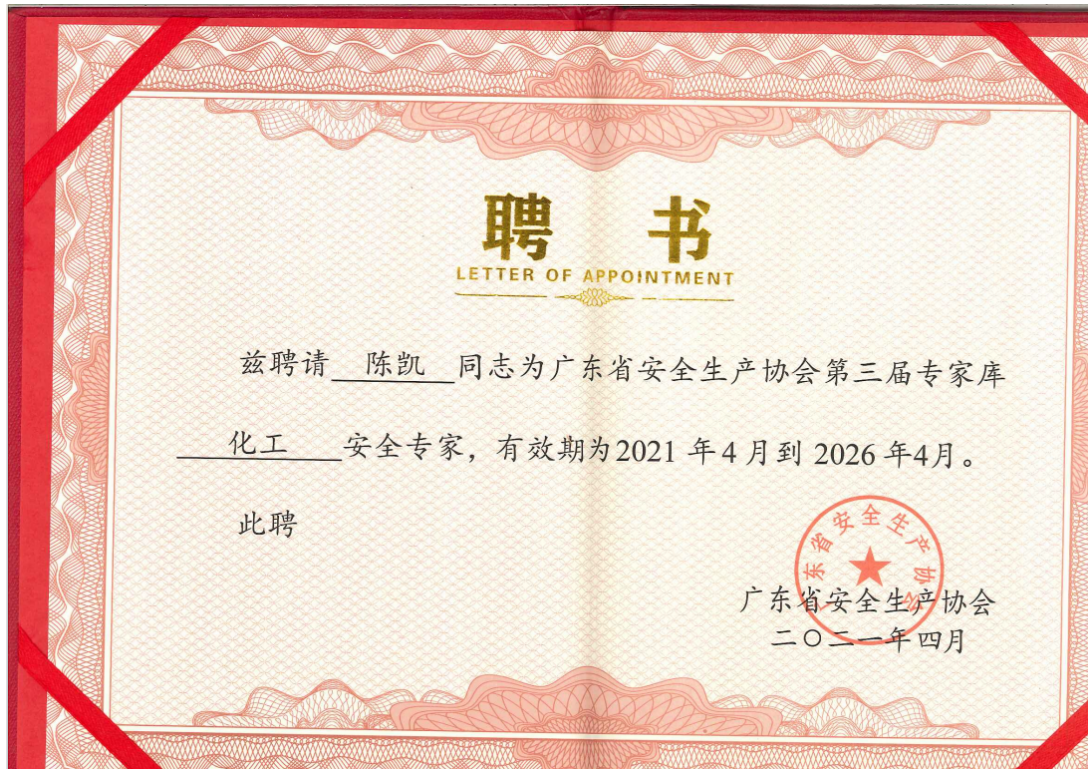 聘 书
LETTER OF APPOINTMENT
兹聘请 陈凯 同志为广东省安全生产协会第三届专家库
化工 安全专家，有效期为2021年4月到2026年4月。
此聘
广东省安全生产协会
广东省安全生产协会
二〇二一年四月